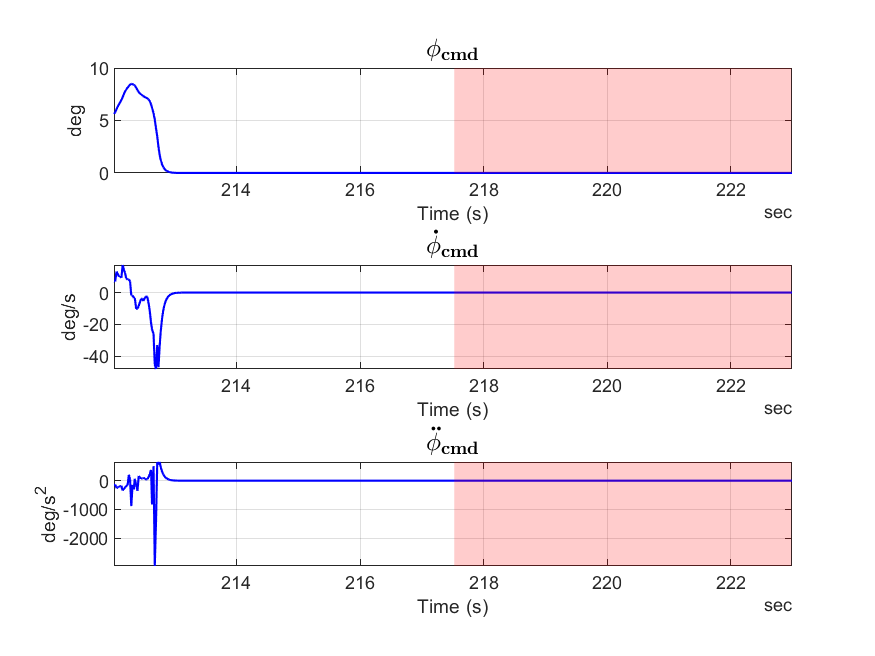 ϕcmd
10
5
0
deg
214 216 218 220 222
Time (s)
sec
ϕ̇cmd
0
-20
-40
deg/s
214 216 218 220 222
Time (s)
sec
ϕ̈cmd
0
-1000
-2000
deg/s²
214 216 218 220 222
Time (s)
sec